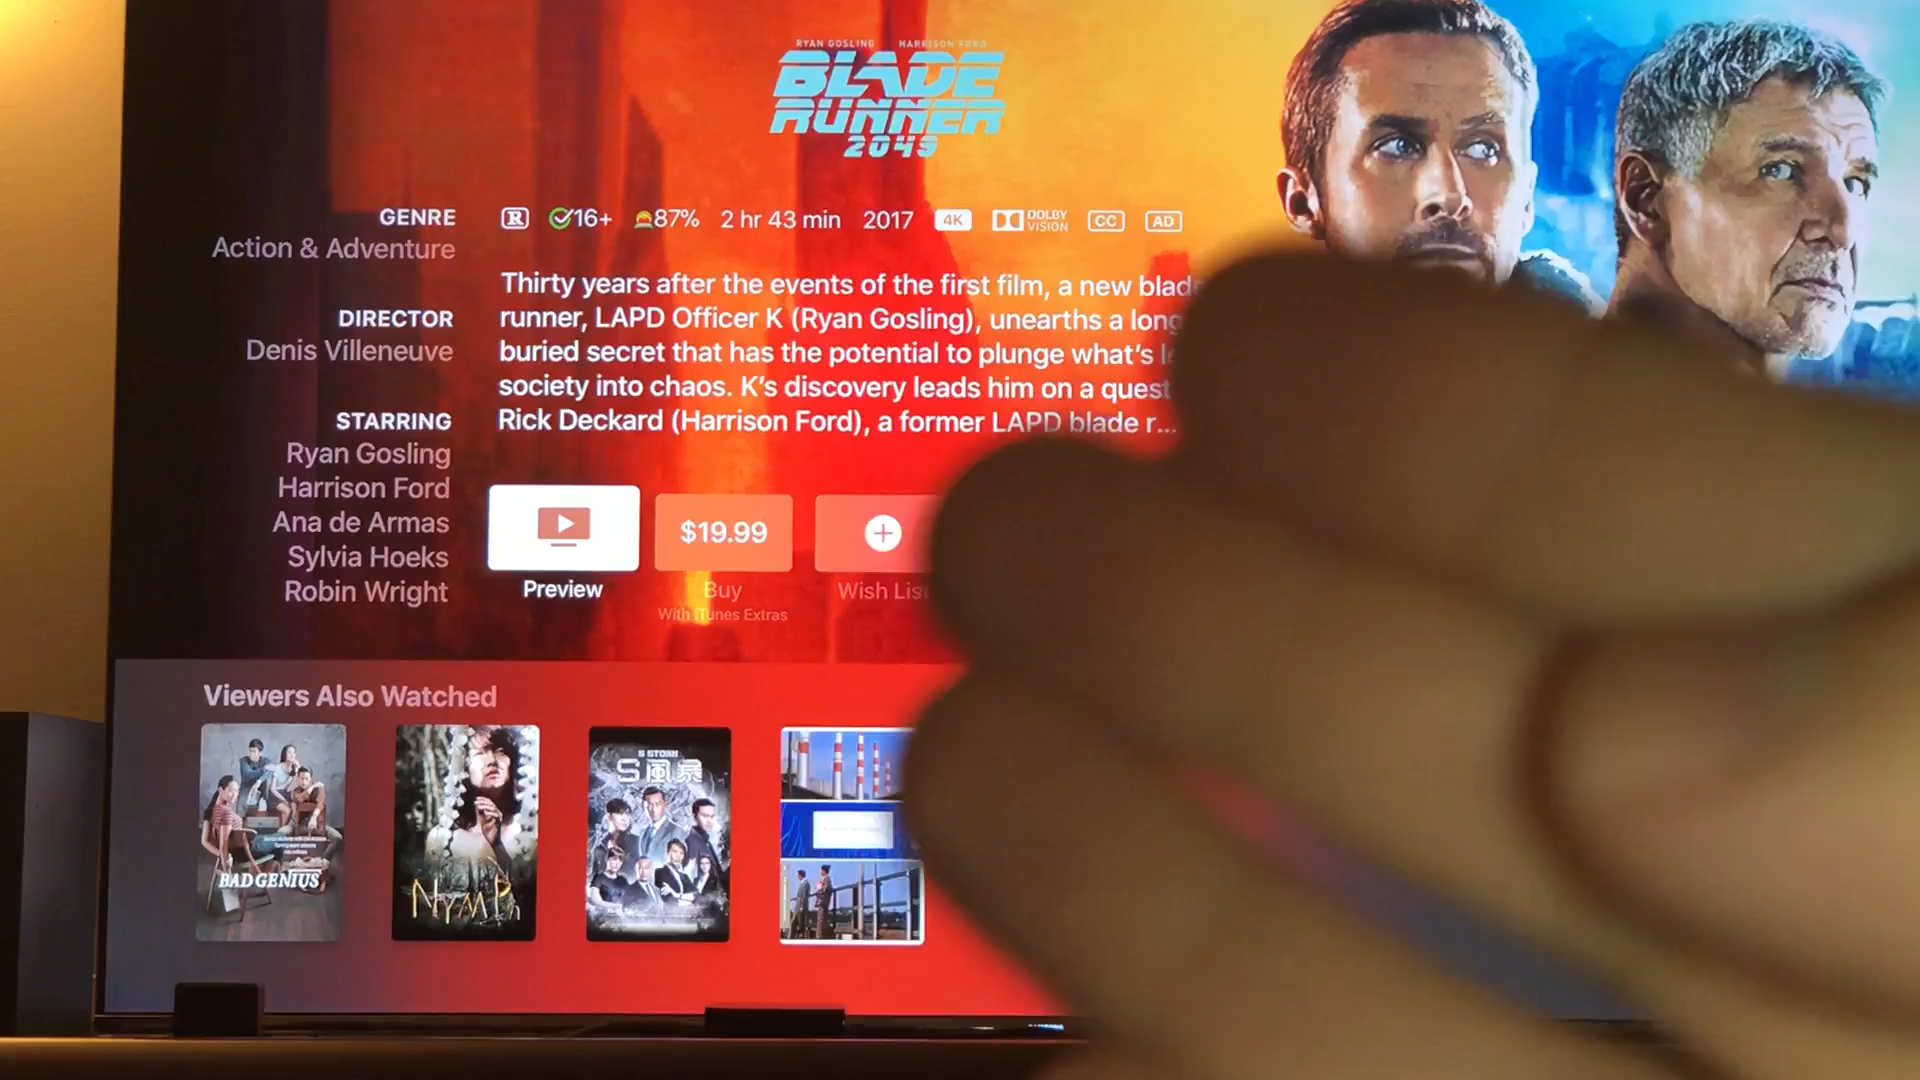 RYAN GOSLING HARRISON FORD
BLADE
RUNNER
2049
GENRE
Action & Adventure
DIRECTOR
Denis Villeneuve
STARRING
Ryan Gosling
Harrison Ford
Ana de Armas
Sylvia Hoeks
Robin Wright
R 16+ 87% 2 hr 43 min 2017 4K DOLBY VISION CC AD
Thirty years after the events of the first film, a new
runner, LAPD Officer K (Ryan Gosling), unearths a
buried secret that has the potential to plunge what's
society into chaos. K's discovery leads him on a quest
Rick Deckard (Harrison Ford), a former LAPD blade r...
$19.99
Preview
Buy
With iTunes Extras
Wish
Viewers Also Watched
BAD GENIUS
NYMPh
S STORM
S風暴